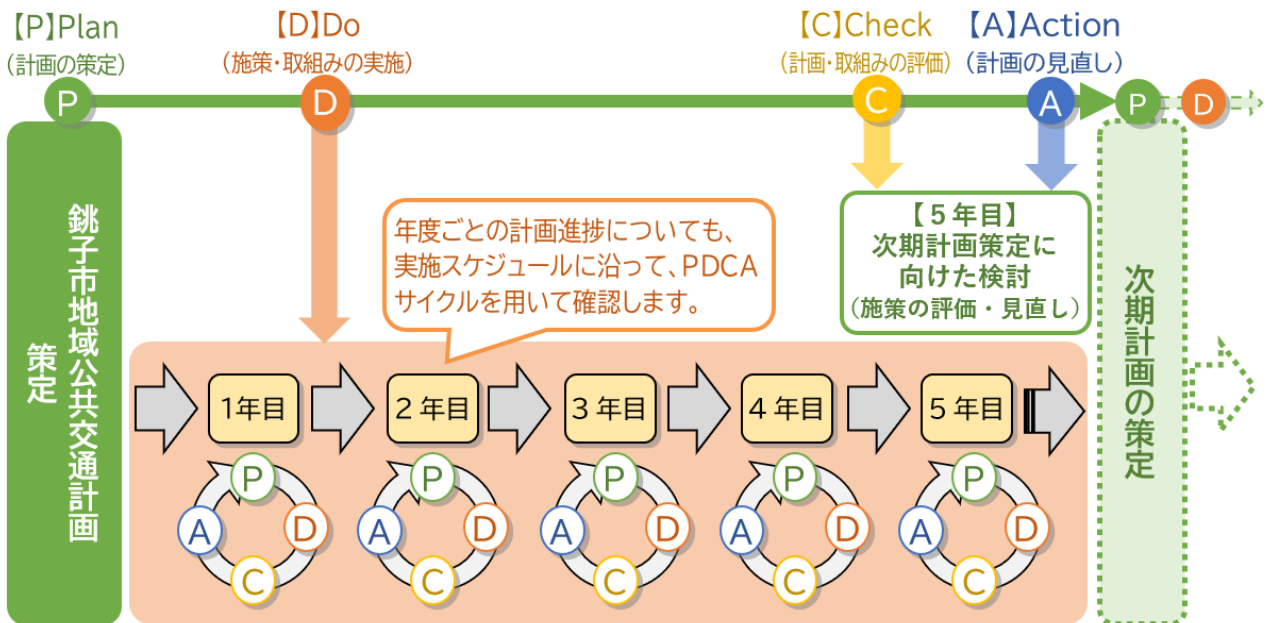 【P】Plan
(計画の策定)
【D】Do
(施策・取組みの実施)
【C】Check
(計画・取組みの評価)
【A】Action
(計画の見直し)
P
D
C
A
P
D
銚子市地域公共交通計画
策定
年度ごとの計画進捗についても、
実施スケジュールに沿って、PDCA
サイクルを用いて確認します。
【5年目】
次期計画策定に
向けた検討
(施策の評価・見直し)
次期計画の策定
1年目
2年目
3年目
4年目
5年目
P
D
C
A
P
D
C
A
P
D
C
A
P
D
C
A
P
D
C
A